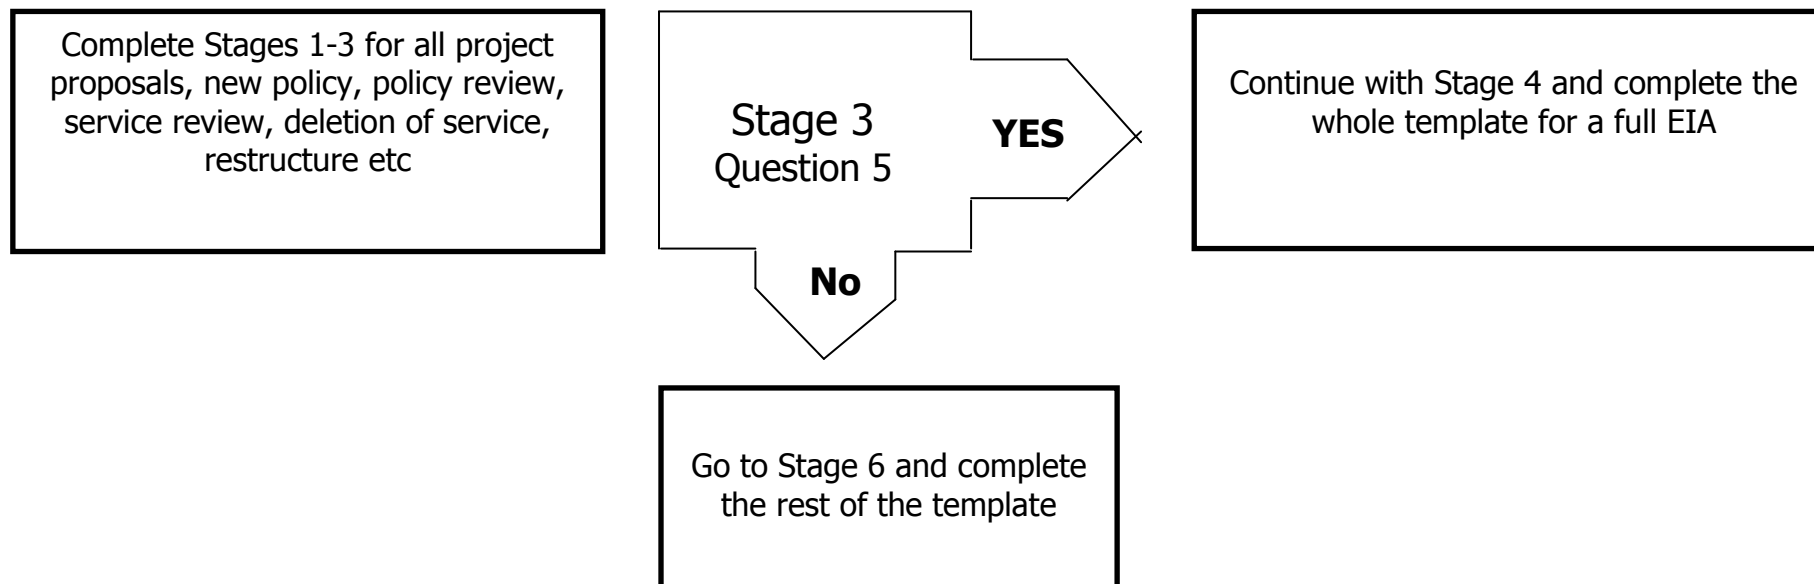 Complete Stages 1-3 for all project
proposals, new policy, policy review,
service review, deletion of service,
restructure etc
Stage 3
Question 5
YES
No
Continue with Stage 4 and complete the
whole template for a full EIA
Go to Stage 6 and complete
the rest of the template